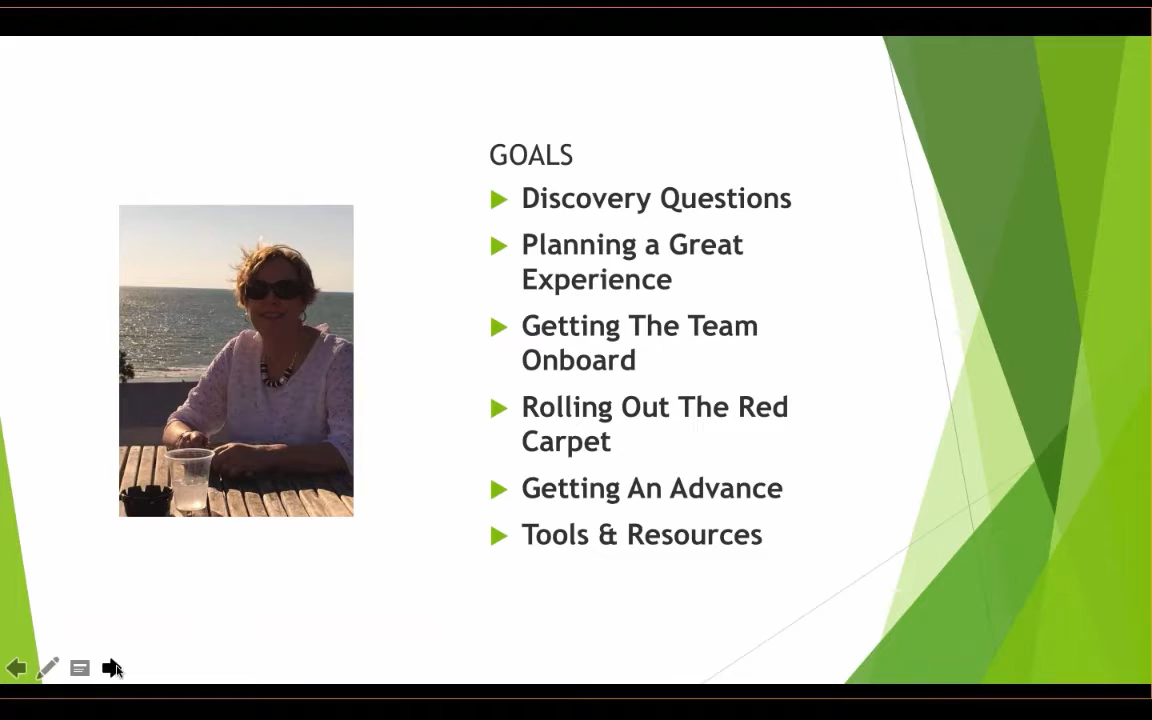 GOALS
Discovery Questions
Planning a Great
Experience
Getting The Team
Onboard
Rolling Out The Red
Carpet
Getting An Advance
Tools & Resources